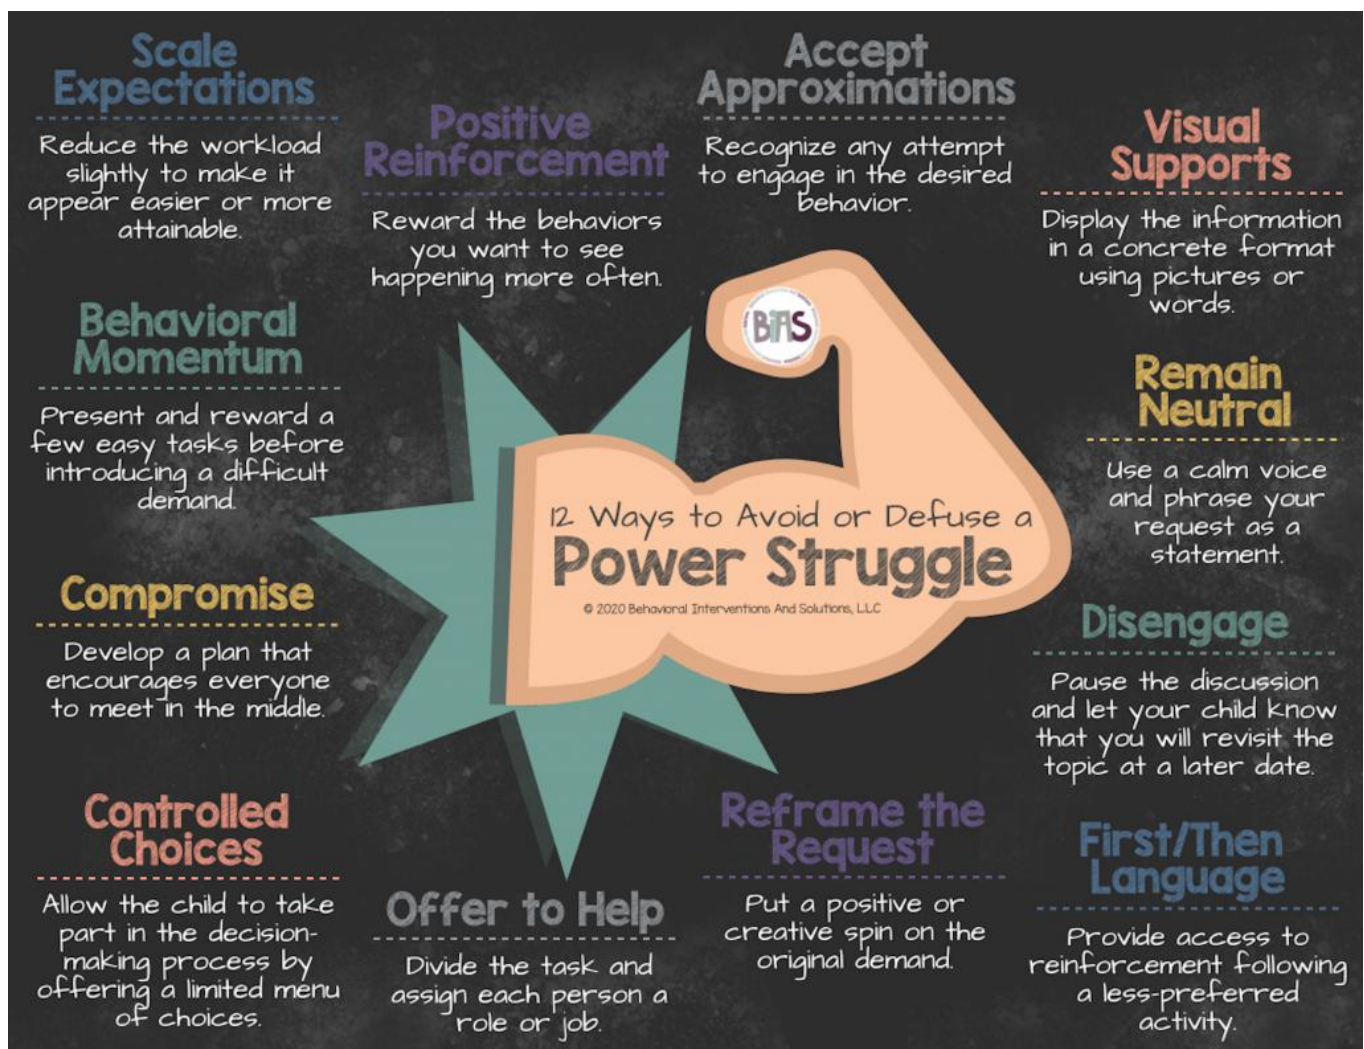 Scale
Expectations
Reduce the workload
slightly to make it
appear easier or more
attainable.
Positive
Reinforcement
Reward the behaviors
you want to see
happening more often.
Accept
Approximations
Recognize any attempt
to engage in the desired
behavior.
Visual
Supports
Display the information
in a concrete format
using pictures or
words.
Behavioral
Momentum
Present and reward a
few easy tasks before
introducing a difficult
demand.
BIAS
Remain
Neutral
Use a calm voice
and phrase your
request as a
statement.
12 Ways to Avoid or Defuse a
Power Struggle
© 2020 Behavioral Interventions And Solutions, LLC
Compromise
Develop a plan that
encourages everyone
to meet in the middle.
Disengage
Pause the discussion
and let your child know
that you will revisit the
topic at a later date.
Controlled
Choices
Allow the child to take
part in the decision-
making process by
offering a limited menu
of choices.
Offer to Help
Divide the task and
assign each person a
role or job.
Reframe the
Request
Put a positive or
creative spin on the
original demand.
First/Then
Language
Provide access to
reinforcement following
a less-preferred
activity.